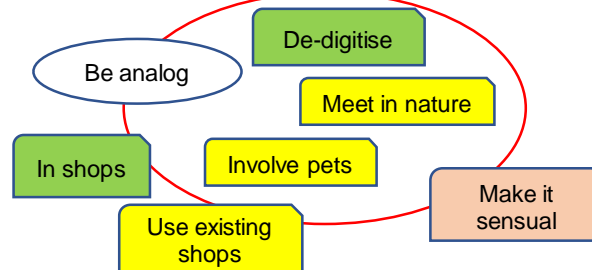 De-digitise
Be analog
Meet in nature
In shops
Involve pets
Make it
sensual
Use existing
shops